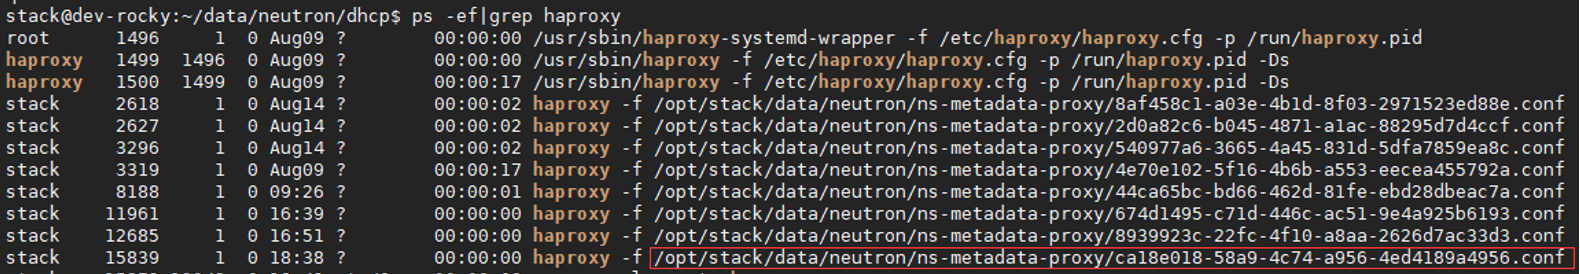 stack@dev-rocky:~/data/neutron/dhcp$ ps -ef|grep haproxy
root      1496     1  0 Aug09 ?        00:00:00 /usr/sbin/haproxy-systemd-wrapper -f /etc/haproxy/haproxy.cfg -p /run/haproxy.pid
haproxy   1499  1496  0 Aug09 ?        00:00:00 /usr/sbin/haproxy -f /etc/haproxy/haproxy.cfg -p /run/haproxy.pid -Ds
haproxy   1500  1499  0 Aug09 ?        00:00:17 /usr/sbin/haproxy -f /etc/haproxy/haproxy.cfg -p /run/haproxy.pid -Ds
stack     2618     1  0 Aug14 ?        00:00:02 haproxy -f /opt/stack/data/neutron/ns-metadata-proxy/8af458c1-a03e-4b1d-8f03-2971523ed88e.conf
stack     2627     1  0 Aug14 ?        00:00:02 haproxy -f /opt/stack/data/neutron/ns-metadata-proxy/2d0a82c6-b045-4871-a1ac-88295d7d4ccf.conf
stack     3296     1  0 Aug14 ?        00:00:02 haproxy -f /opt/stack/data/neutron/ns-metadata-proxy/540977a6-3665-4a45-831d-5dfa7859ea8c.conf
stack     3319     1  0 Aug09 ?        00:00:17 haproxy -f /opt/stack/data/neutron/ns-metadata-proxy/4e70e102-5f16-4b6b-a553-eecea455792a.conf
stack     8188     1  0 09:26 ?        00:00:01 haproxy -f /opt/stack/data/neutron/ns-metadata-proxy/44ca65bc-bd66-462d-81fe-ebd28dbeac7a.conf
stack    11961     1  0 16:39 ?        00:00:00 haproxy -f /opt/stack/data/neutron/ns-metadata-proxy/674d1495-c71d-446c-ac51-9e4a925b6193.conf
stack    12685     1  0 16:51 ?        00:00:00 haproxy -f /opt/stack/data/neutron/ns-metadata-proxy/8939923c-22fc-4f10-a8aa-2626d7ac33d3.conf
stack    15839     1  0 18:38 ?        00:00:00 haproxy -f /opt/stack/data/neutron/ns-metadata-proxy/ca18e018-58a9-4c74-a956-4ed4189a4956.conf